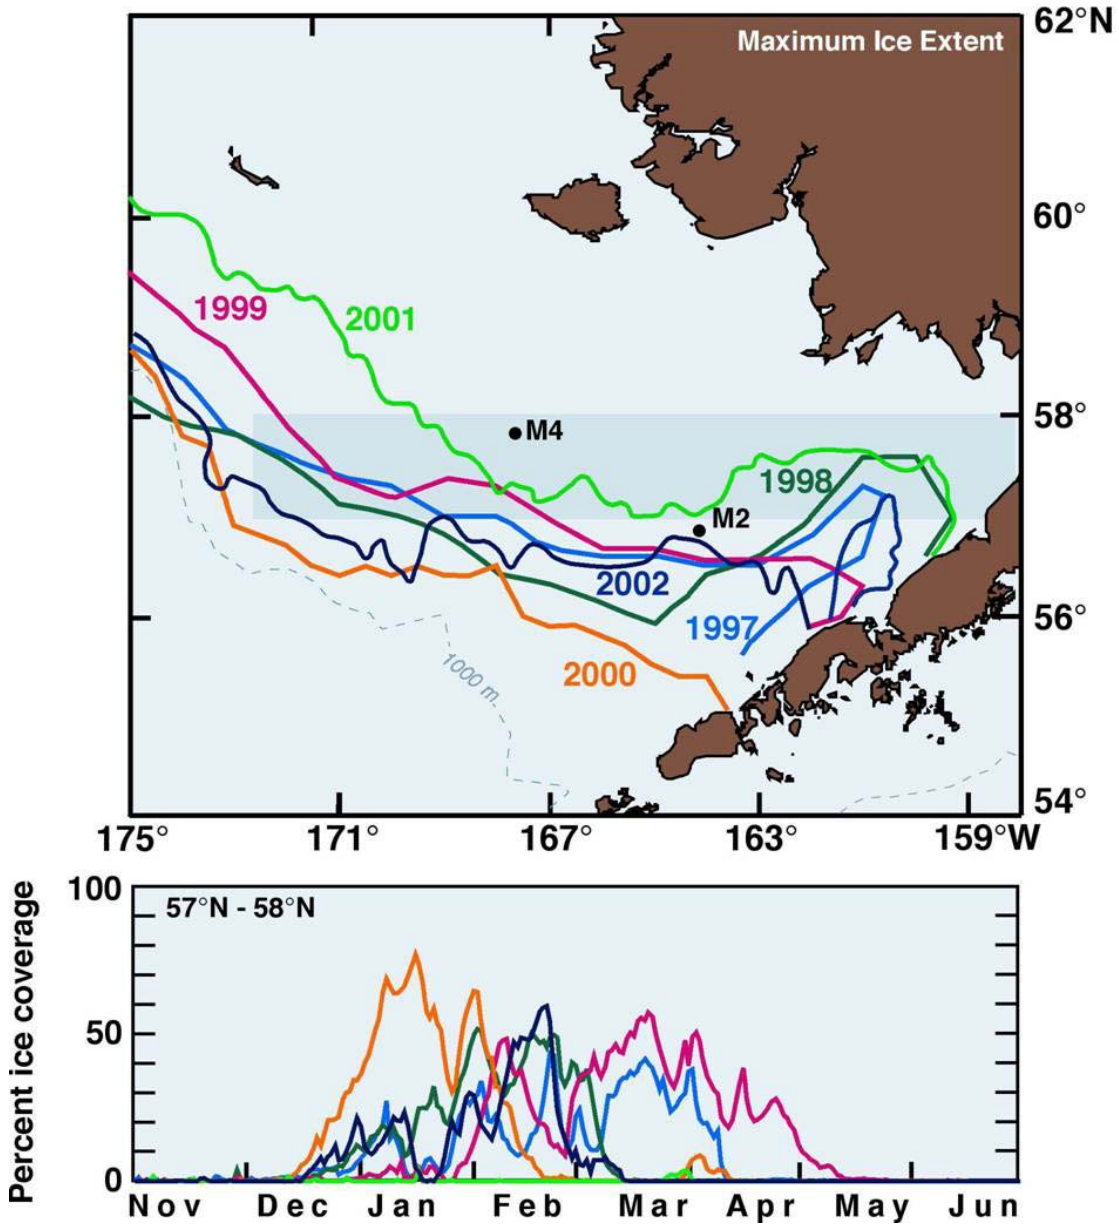 Maximum Ice Extent
62°N
60°
1999
2001
58°
M4
1998
M2
2002
1997
56°
2000
1000 m
54°
175° 171° 167° 163° 159°W
100
57°N - 58°N
Percent ice coverage
50
0
Nov Dec Jan Feb Mar Apr May Jun